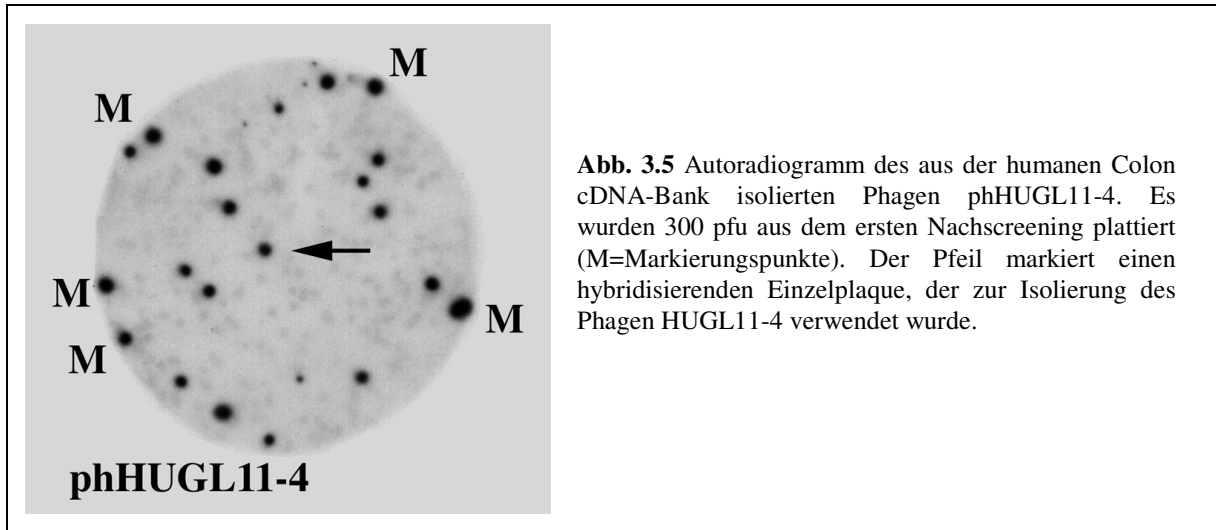 M
M
M
M
M
phHUGL11-4
Abb. 3.5 Autoradiogramm des aus der humanen Colon
cDNA-Bank isolierten Phagen phHUGL11-4. Es
wurden 300 pfu aus dem ersten Nachscreening plattiert
(M=Markierungspunkte). Der Pfeil markiert einen
hybridisierenden Einzelplaque, der zur Isolierung des
Phagen HUGL11-4 verwendet wurde.